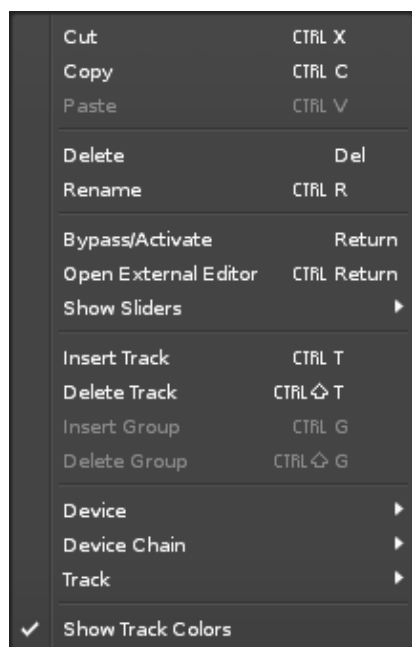 Cut CTRL X
Copy CTRL C
Paste CTRL V
Delete Del
Rename CTRL R
Bypass/Activate Return
Open External Editor CTRL Return
Show Sliders
Insert Track CTRL T
Delete Track CTRL⇧ T
Insert Group CTRL G
Delete Group CTRL⇧ G
Device
Device Chain
Track
Show Track Colors